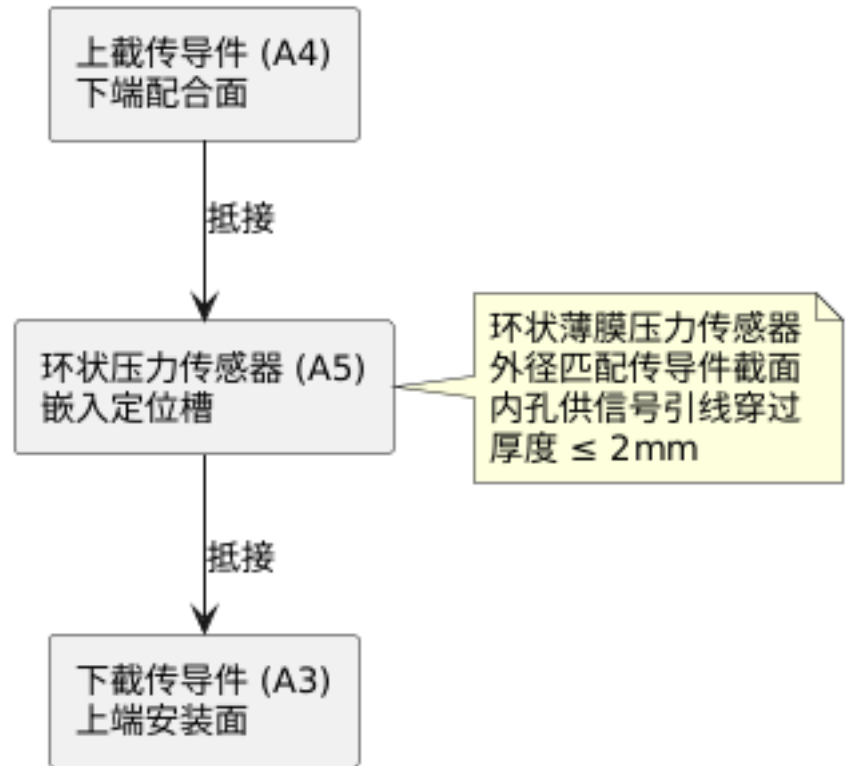 上截传导件 (A4)
下端配合面
抵接
环状压力传感器 (A5)
嵌入定位槽
环状薄膜压力传感器
外径匹配传导件截面
内孔供信号引线穿过
厚度 ≤ 2mm
抵接
下截传导件 (A3)
上端安装面